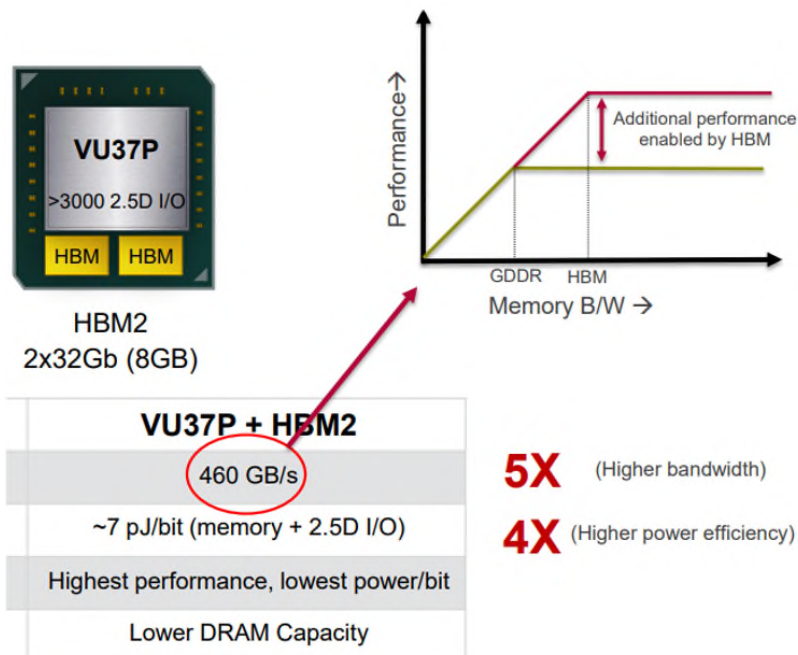 VU37P
>3000 2.5D I/O
HBM HBM
HBM2
2x32Gb (8GB)
Performance→
Additional performance
enabled by HBM
GDDR HBM
Memory B/W →
VU37P + HBM2
460 GB/s
~7 pJ/bit (memory + 2.5D I/O)
Highest performance, lowest power/bit
Lower DRAM Capacity
5X (Higher bandwidth)
4X (Higher power efficiency)